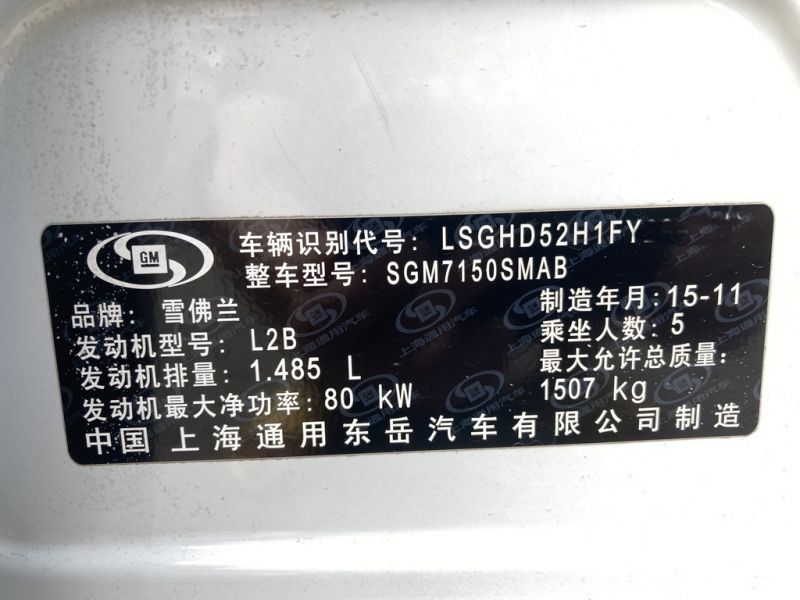 GM
车辆识别代号: LSGHD52H1FY
整车型号: SGM7150SMAB
品牌: 雪佛兰
制造年月:15-11
发动机型号: L2B
乘坐人数: 5
发动机排量: 1.485 L
最大允许总质量:
1507 kg
发动机最大净功率: 80 kW
中国 上海通用东岳汽车有限公司制造